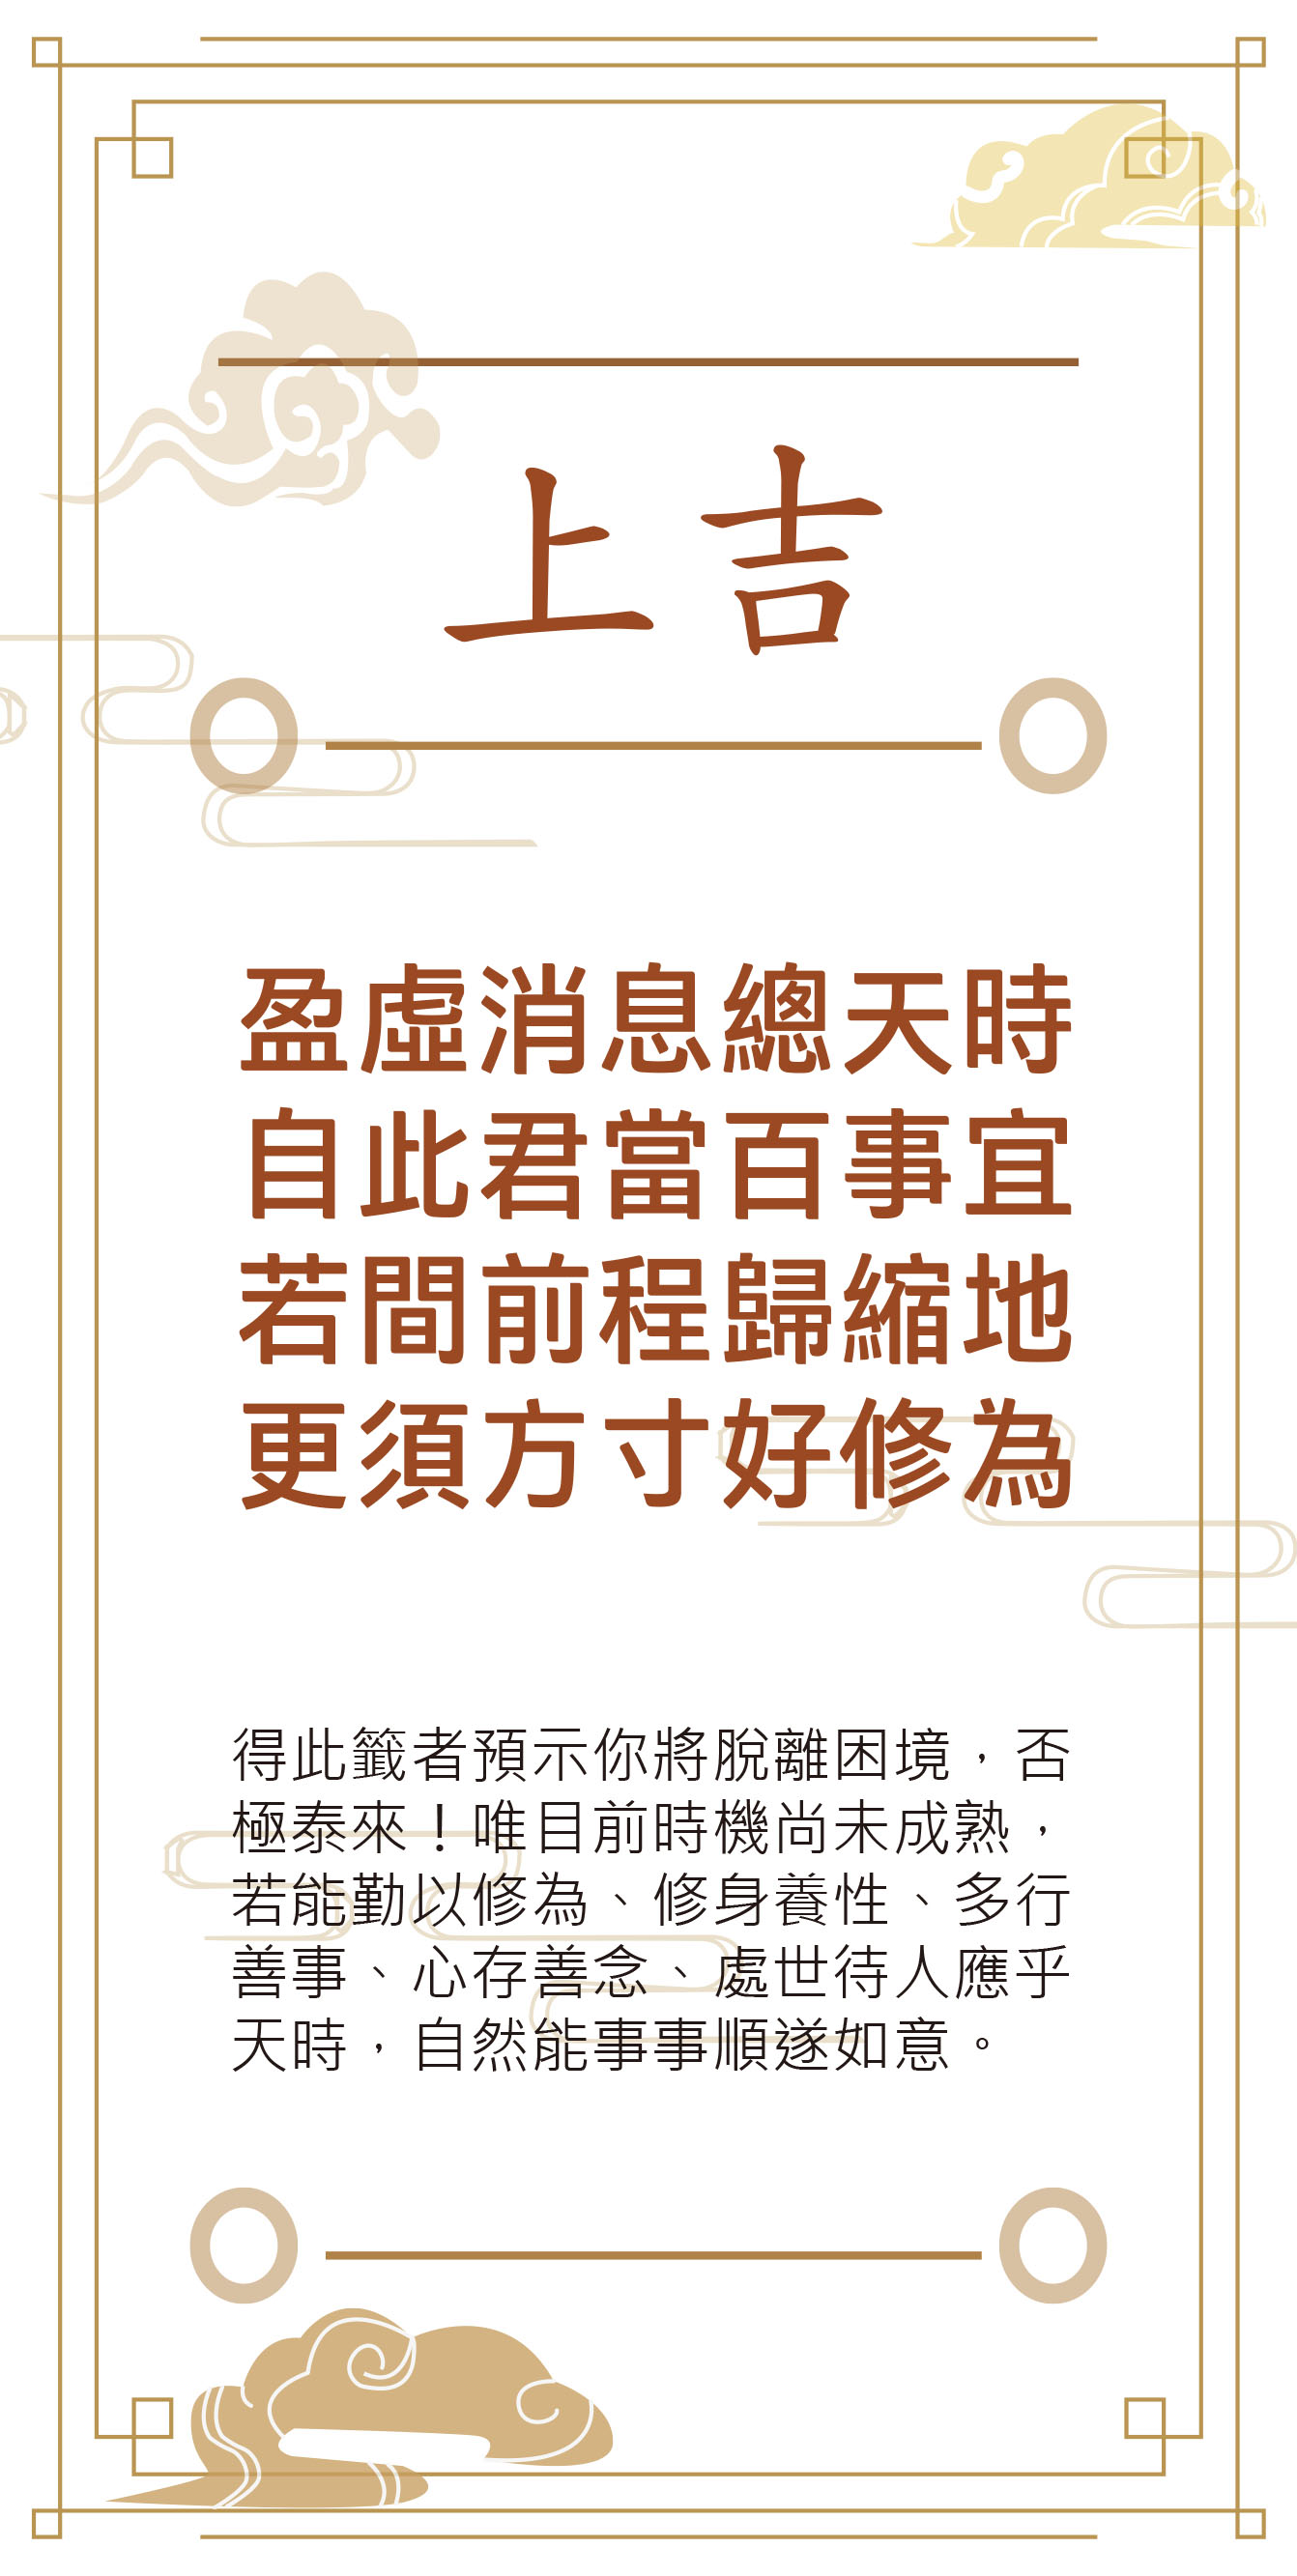 上吉
盈虛消息總天時
自此君當百事宜
若間前程歸縮地
更須方寸好修為
得此籤者預示你將脫離困境，否
極泰來！唯目前時機尚未成熟，
若能勤以修為、修身養性、多行
善事、心存善念、處世待人應乎
天時，自然能事事順遂如意。